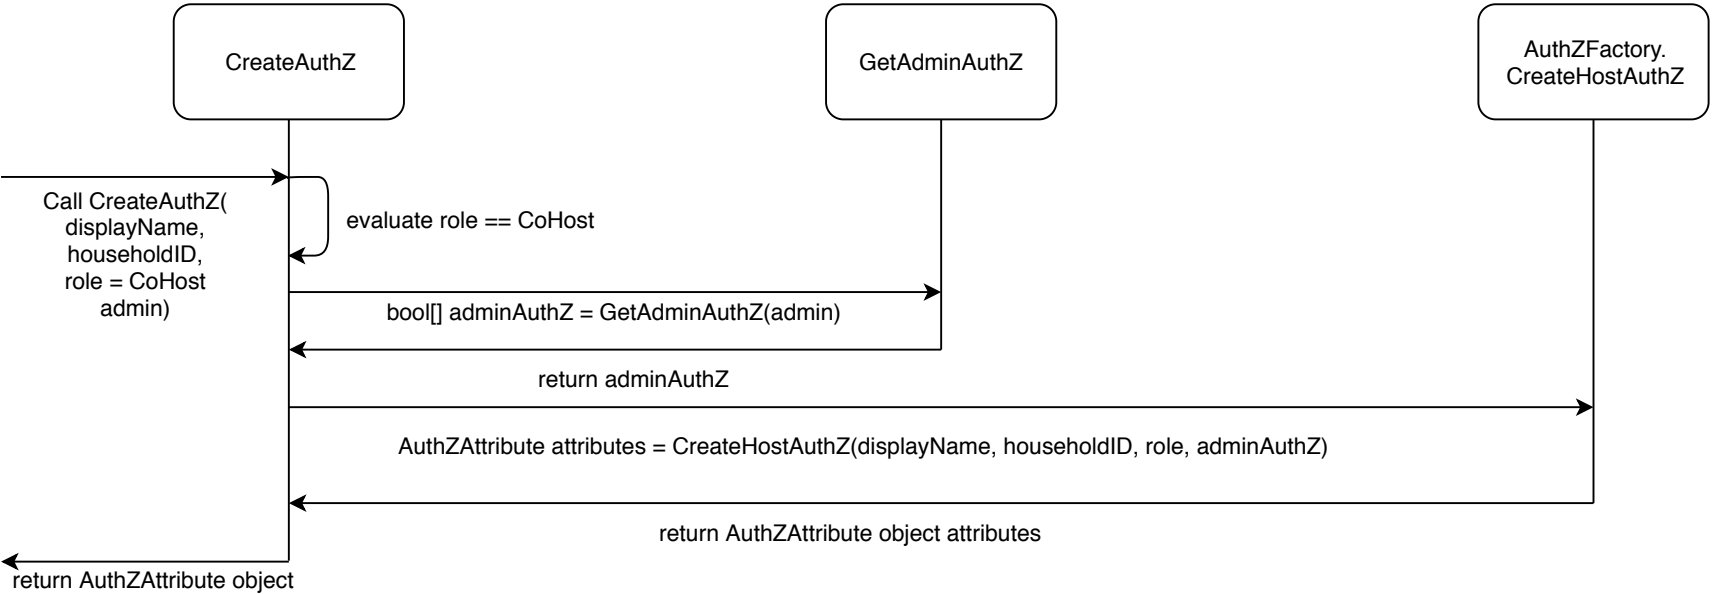 CreateAuthZ
GetAdminAuthZ
AuthZFactory.
CreateHostAuthZ
Call CreateAuthZ(
displayName,
householdID,
role = CoHost
admin)
evaluate role == CoHost
bool[] adminAuthZ = GetAdminAuthZ(admin)
return adminAuthZ
AuthZAttribute attributes = CreateHostAuthZ(displayName, householdID, role, adminAuthZ)
return AuthZAttribute object attributes
return AuthZAttribute object